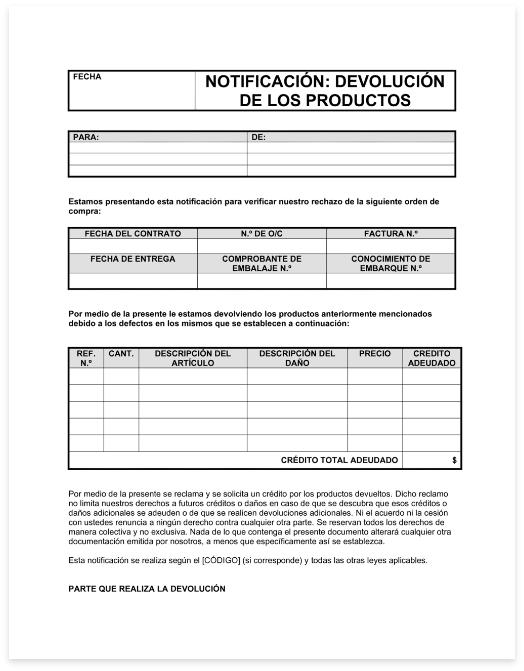 FECHA
NOTIFICACIÓN: DEVOLUCIÓN
DE LOS PRODUCTOS
PARA: DE:
Estamos presentando esta notificación para verificar nuestro rechazo de la siguiente orden de
compra:
FECHA DEL CONTRATO N.º DE O/C FACTURA N.º
FECHA DE ENTREGA COMPROBANTE DE EMBALAJE N.º CONOCIMIENTO DE EMBARQUE N.º
Por medio de la presente le estamos devolviendo los productos anteriormente mencionados
debido a los defectos en los mismos que se establecen a continuación:
REF. N.º CANT. DESCRIPCIÓN DEL ARTÍCULO DESCRIPCIÓN DEL DAÑO PRECIO CREDITO ADEUDADO
CRÉDITO TOTAL ADEUDADO $
Por medio de la presente se reclama y se solicita un crédito por los productos devueltos. Dicho reclamo
no limita nuestros derechos a futuros créditos o daños en caso de que se descubra que esos créditos o
daños adicionales se adeuden o de que se realicen devoluciones adicionales. Ni el acuerdo ni la cesión
con ustedes renuncia a ningún derecho contra cualquier otra parte. Se reservan todos los derechos de
manera colectiva y no exclusiva. Nada de lo que contenga el presente documento alterará cualquier otra
documentación emitida por nosotros, a menos que específicamente así se establezca.
Esta notificación se realiza según el [CÓDIGO] (si corresponde) y todas las otras leyes aplicables.
PARTE QUE REALIZA LA DEVOLUCIÓN